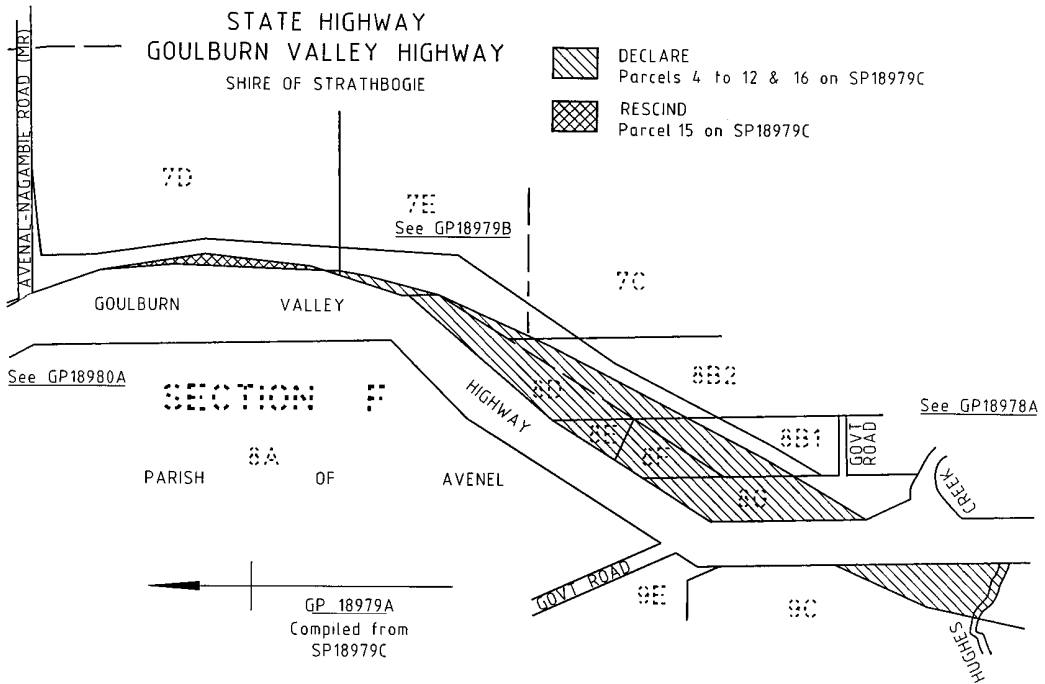 STATE HIGHWAY
GOULBURN VALLEY HIGHWAY
SHIRE OF STRATHBOGIE
DECLARE
Parcels 4 to 12 & 16 on SP18979C
RESCIND
Parcel 15 on SP18979C
AVENAL-NAGAMBIE ROAD (MR)
7D
7E
See GP18979B
7C
GOULBURN VALLEY
HIGHWAY
See GP18980A
SECTION F
8A
PARISH OF AVENEL
8D
8E
8F
8G
8B2
8B1
GOVT
ROAD
See GP18978A
CREEK
GOVT ROAD
9E
9C
HUGHES
GP 18979A
Compiled from
SP18979C